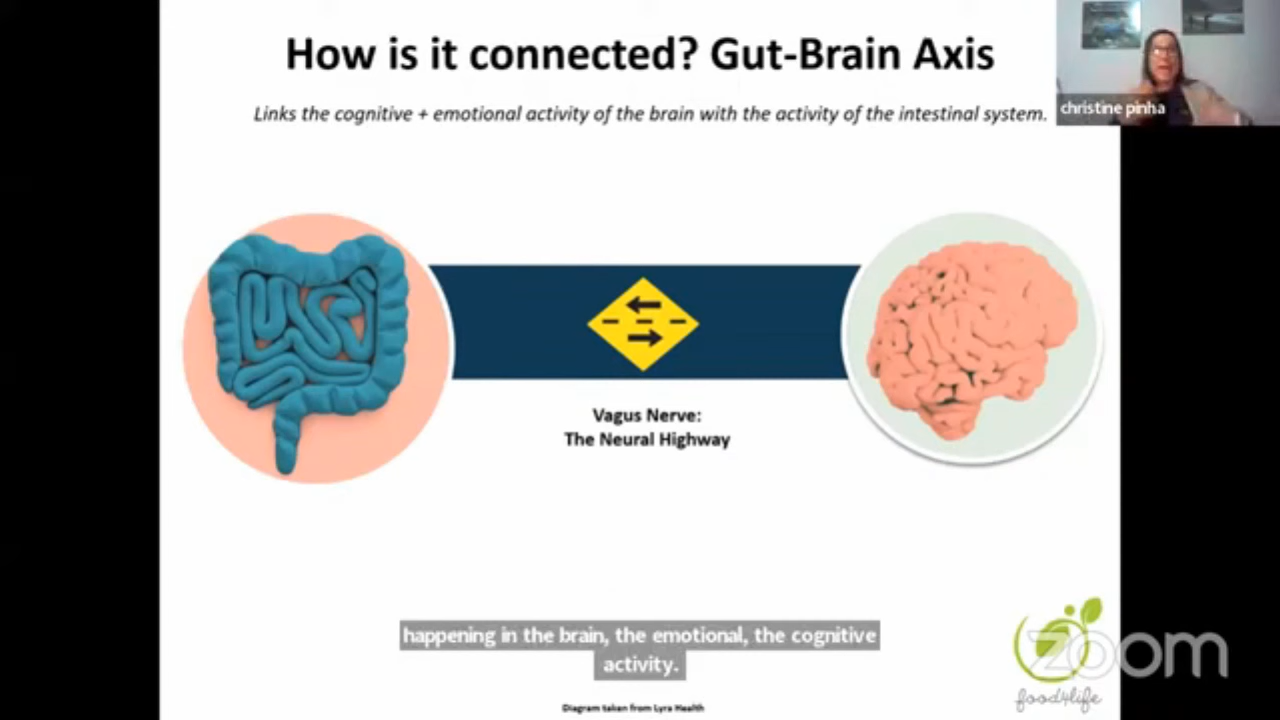 How is it connected? Gut-Brain Axis
Links the cognitive + emotional activity of the brain with the activity of the intestinal system.
christine pinha
Vagus Nerve:
The Neural Highway
happening in the brain, the emotional, the cognitive
activity.
zoom
food4life
Diagram taken from Lyra Health